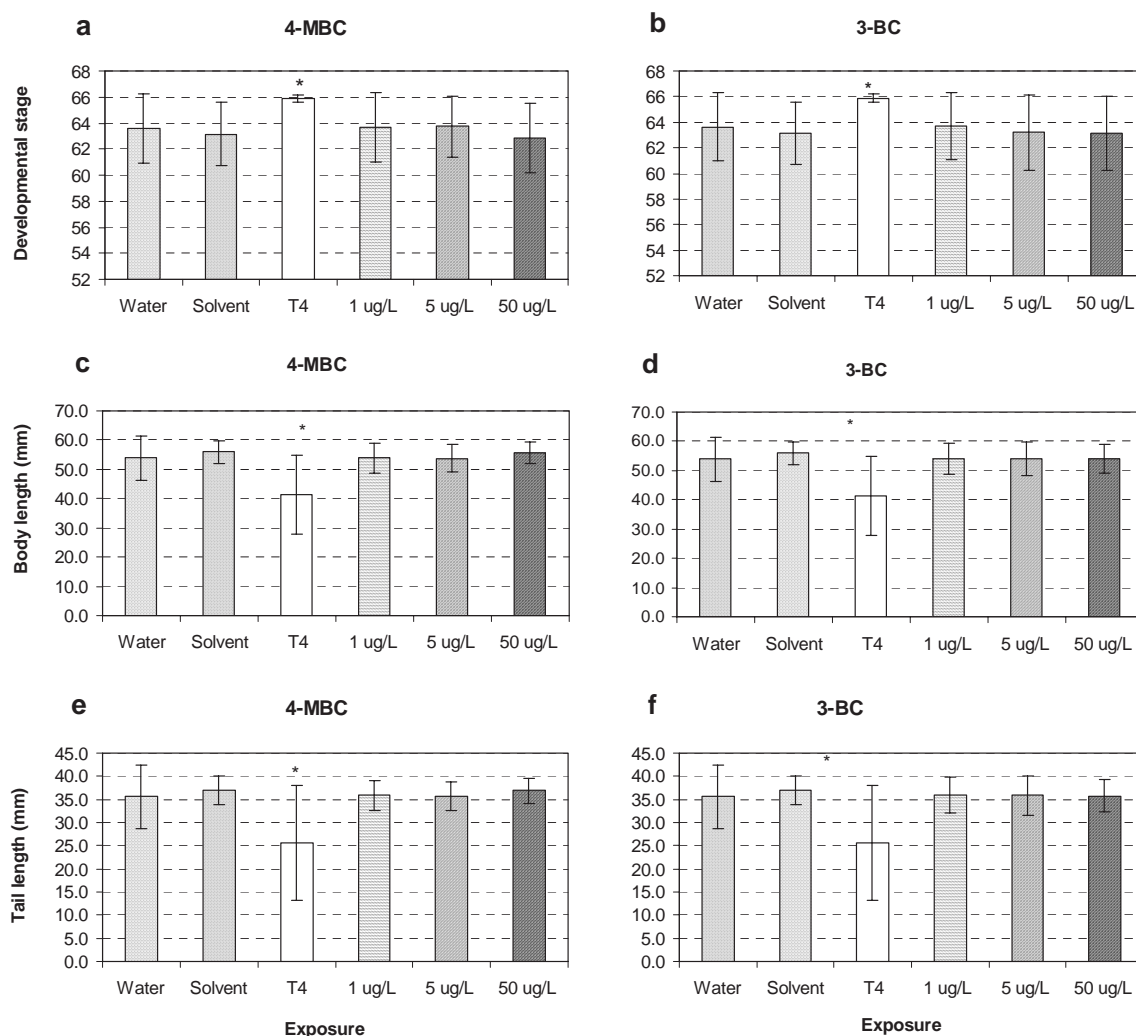 a
4-MBC
Developmental stage
68
66
64
62
60
58
56
54
52
*
Water Solvent T4 1 ug/L 5 ug/L 50 ug/L
b
3-BC
68
66
64
62
60
58
56
54
52
*
Water Solvent T4 1 ug/L 5 ug/L 50 ug/L
c
4-MBC
Body length (mm)
70.0
60.0
50.0
40.0
30.0
20.0
10.0
0.0
*
Water Solvent T4 1 ug/L 5 ug/L 50 ug/L
d
3-BC
70.0
60.0
50.0
40.0
30.0
20.0
10.0
0.0
*
Water Solvent T4 1 ug/L 5 ug/L 50 ug/L
e
4-MBC
Tail length (mm)
45.0
40.0
35.0
30.0
25.0
20.0
15.0
10.0
5.0
0.0
*
Water Solvent T4 1 ug/L 5 ug/L 50 ug/L
Exposure
f
3-BC
45.0
40.0
35.0
30.0
25.0
20.0
15.0
10.0
5.0
0.0
*
Water Solvent T4 1 ug/L 5 ug/L 50 ug/L
Exposure